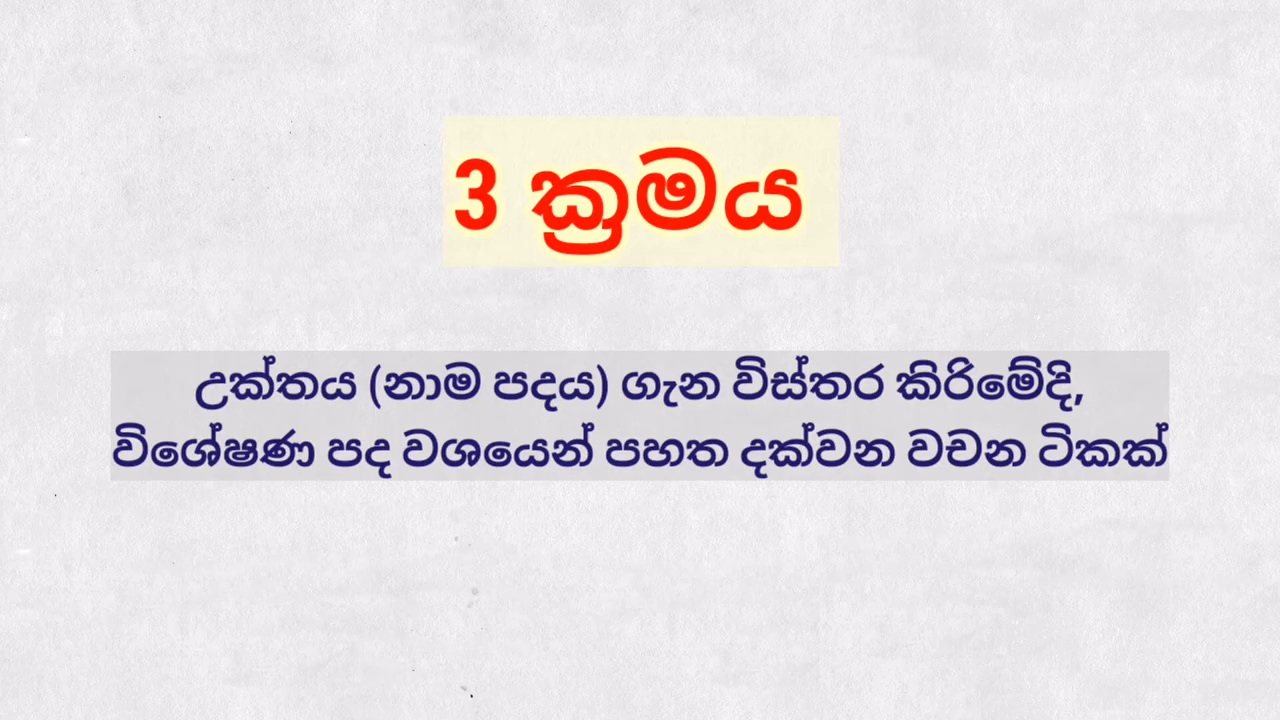 3 ක්‍රමය
උක්තය (නාම පදය) ගැන විස්තර කිරිමේදි,
විශේෂණ පද වශයෙන් පහත දක්වන වචන ටිකක්